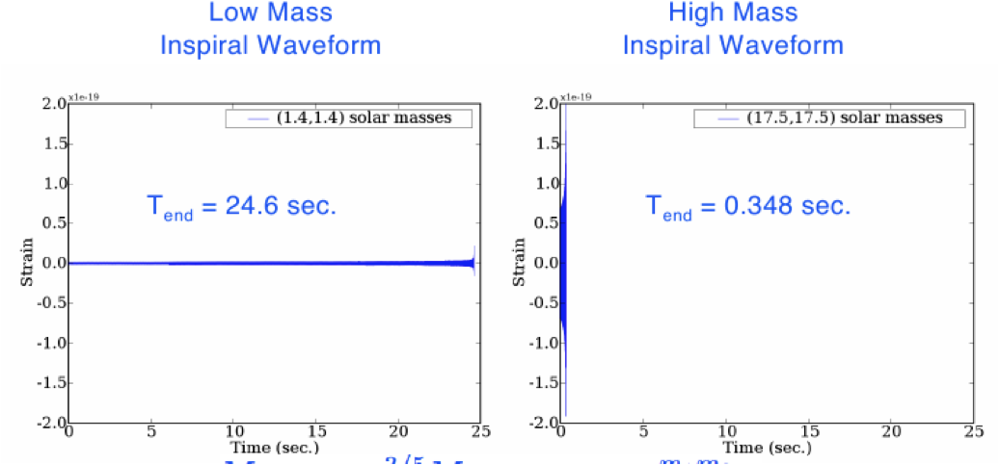 Low Mass
Inspiral Waveform
High Mass
Inspiral Waveform
x1e-19
2.0
1.5
1.0
0.5
0.0
-0.5
-1.0
-1.5
-2.0
Strain
(1.4,1.4) solar masses
T_end = 24.6 sec.
0 5 10 15 20 25
Time (sec.)
x1e-19
2.0
1.5
1.0
0.5
0.0
-0.5
-1.0
-1.5
-2.0
Strain
(17.5,17.5) solar masses
T_end = 0.348 sec.
0 5 10 15 20 25
Time (sec.)